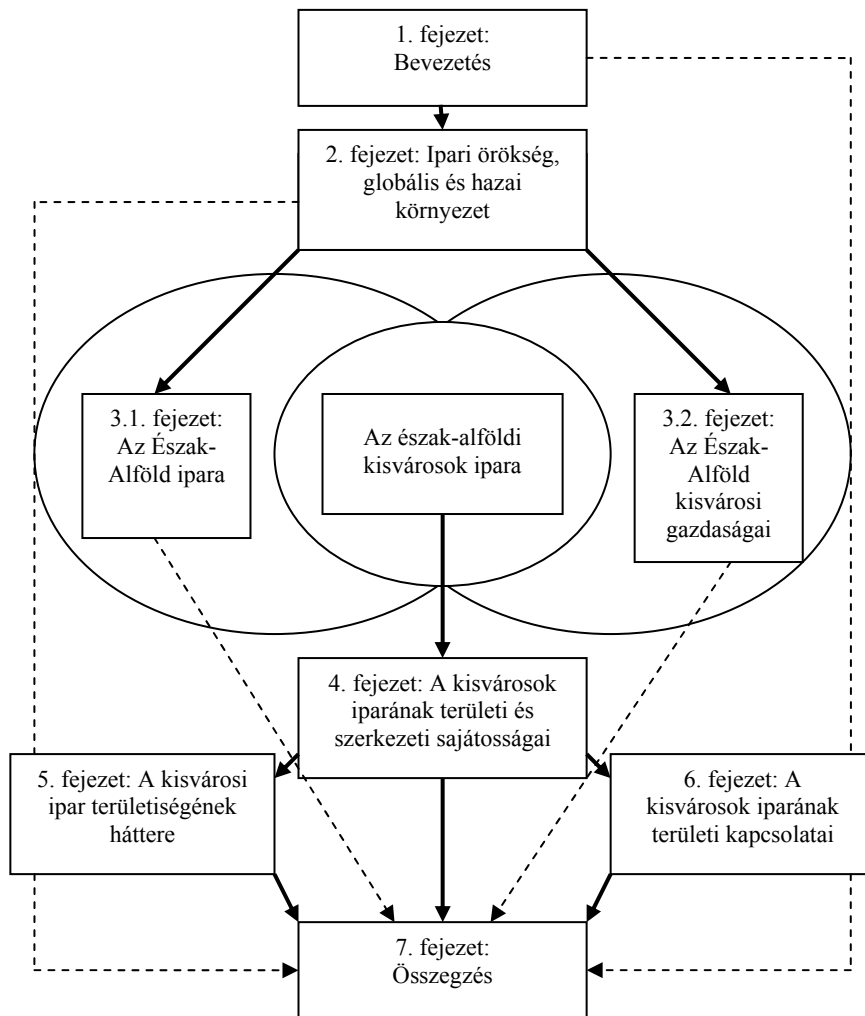 1. fejezet:
Bevezetés
2. fejezet: Ipari örökség,
globális és hazai
környezet
3.1. fejezet:
Az Észak-
Alföld ipara
Az észak-alföldi
kisvárosok ipara
3.2. fejezet:
Az Észak-
Alföld
kisvárosi
gazdaságai
4. fejezet: A kisvárosok
iparának területi és
szerkezeti sajátosságai
5. fejezet: A kisvárosi
ipar területiségének
háttere
6. fejezet: A
kisvárosok iparának
területi kapcsolatai
7. fejezet:
Összegzés